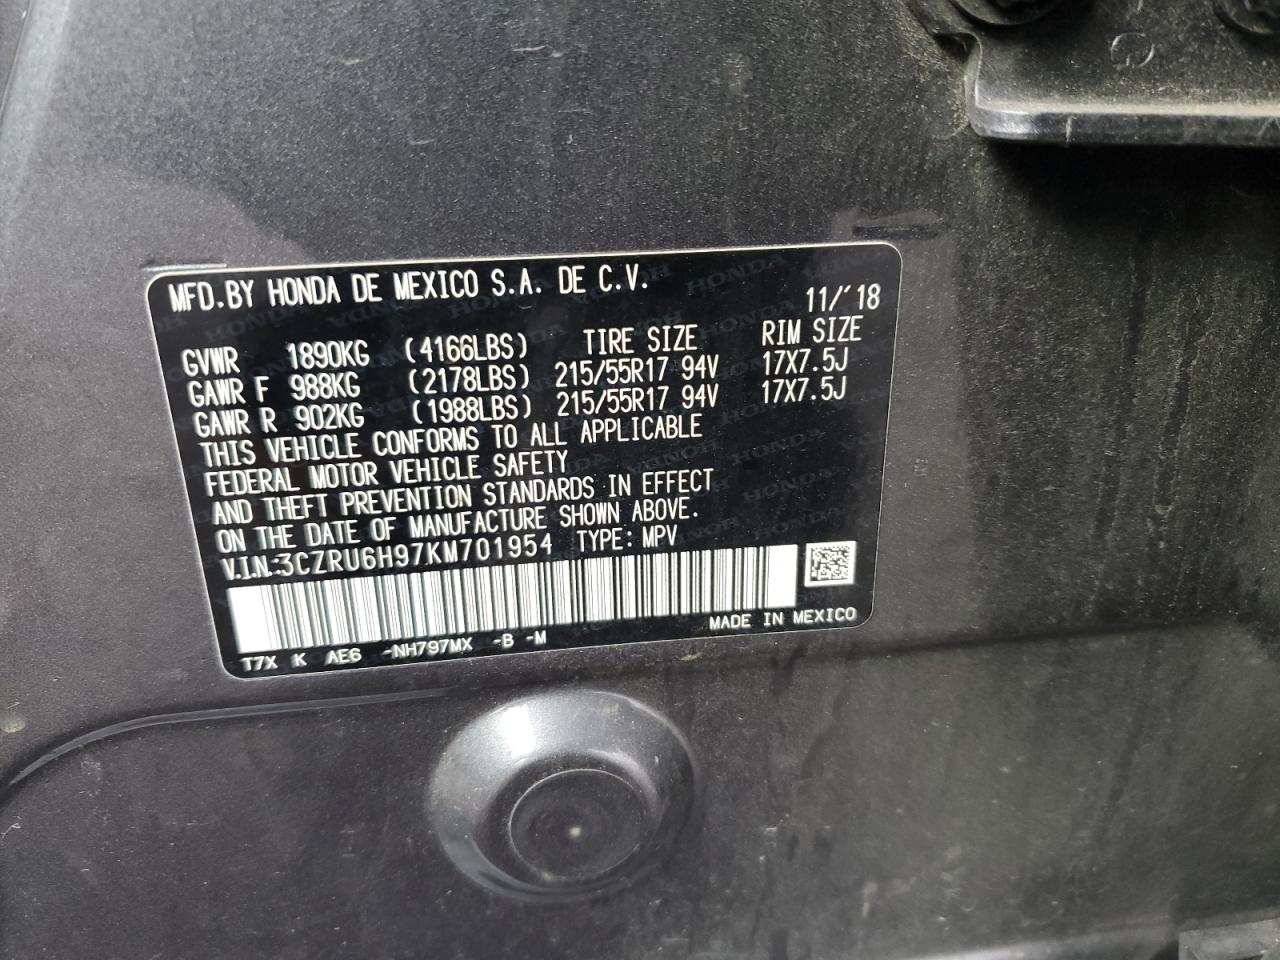 MFD.BY HONDA DE MEXICO S.A. DE C.V.
11/'18
GVWR 1890KG (4166LBS) TIRE SIZE RIM SIZE
GAWR F 988KG (2178LBS) 215/55R17 94V 17X7.5J
GAWR R 902KG (1988LBS) 215/55R17 94V 17X7.5J
THIS VEHICLE CONFORMS TO ALL APPLICABLE
FEDERAL MOTOR VEHICLE SAFETY
AND THEFT PREVENTION STANDARDS IN EFFECT
ON THE DATE OF MANUFACTURE SHOWN ABOVE.
V.I.N.:3CZRU6H97KM701954 TYPE: MPV
MADE IN MEXICO
T7X K AE6 -NH797MX -B -M